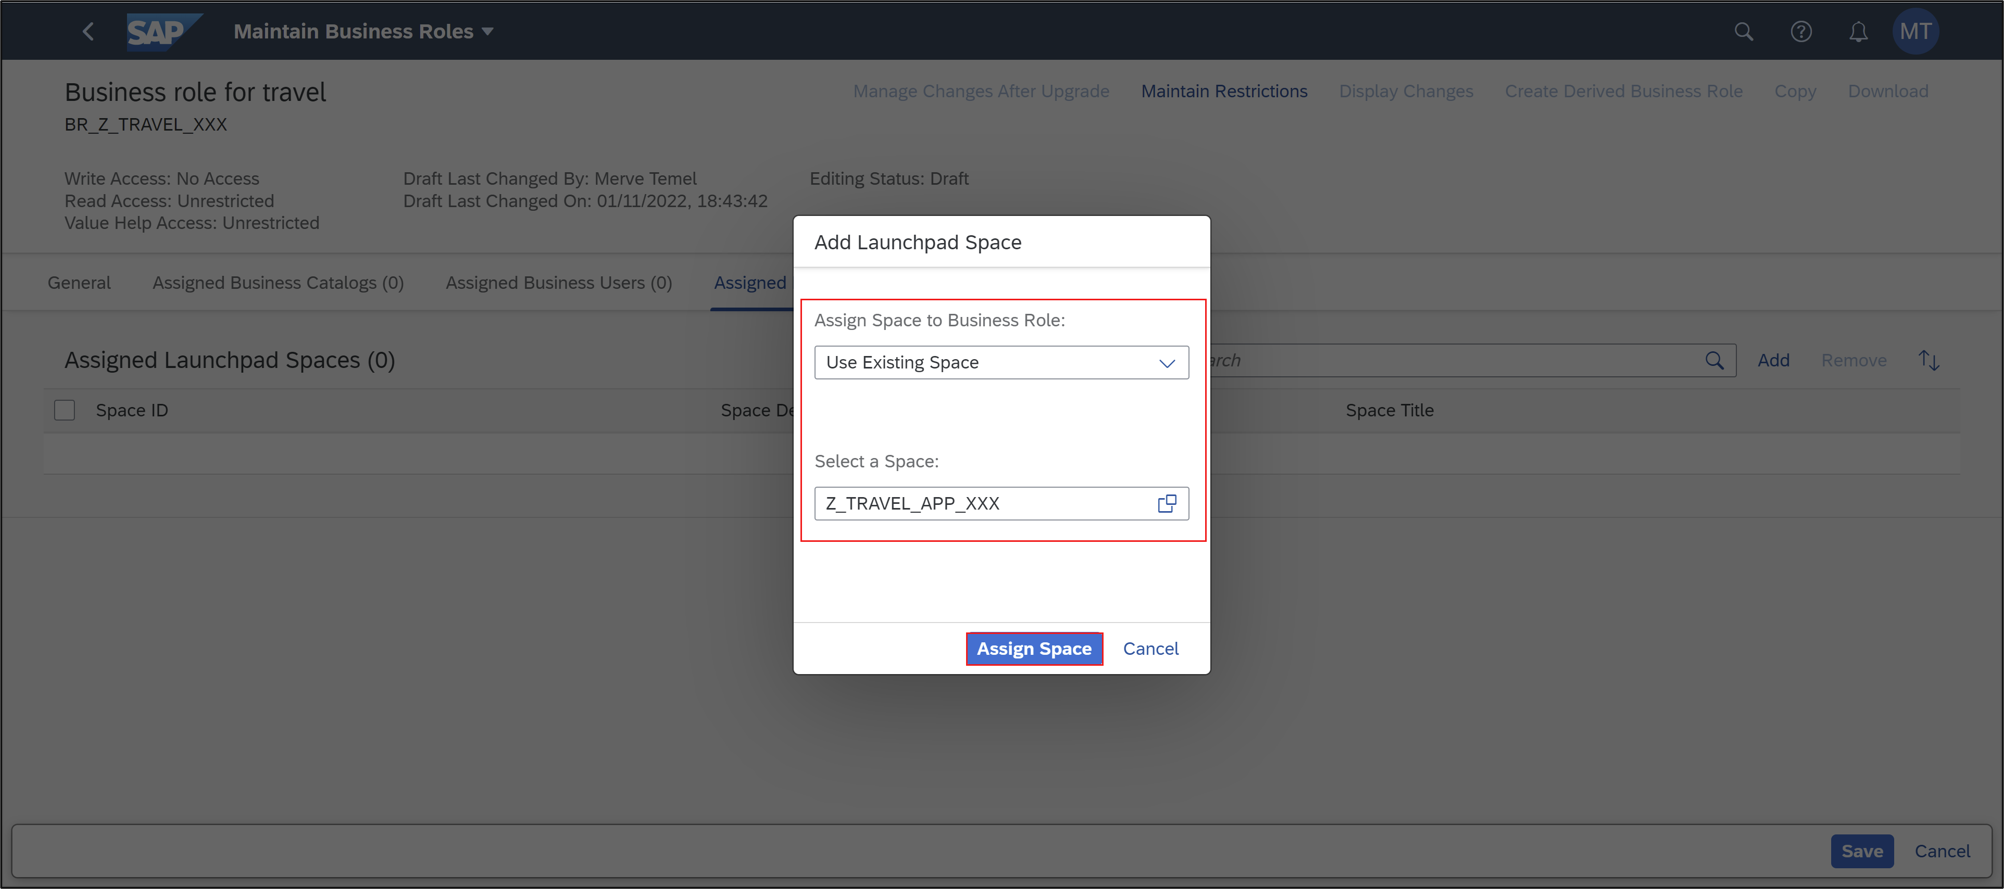 SAP Maintain Business Roles MT
Business role for travel Manage Changes After Upgrade Maintain Restrictions Display Changes Create Derived Business Role Copy Download
BR_Z_TRAVEL_XXX
Write Access: No Access Draft Last Changed By: Merve Temel Editing Status: Draft
Read Access: Unrestricted Draft Last Changed On: 01/11/2022, 18:43:42
Value Help Access: Unrestricted
Add Launchpad Space
General Assigned Business Catalogs (0) Assigned Business Users (0) Assigned
Assign Space to Business Role:
Assigned Launchpad Spaces (0) Use Existing Space arch Add Remove
Space ID Space De Space Title
Select a Space:
Z_TRAVEL_APP_XXX
Assign Space Cancel
Save Cancel